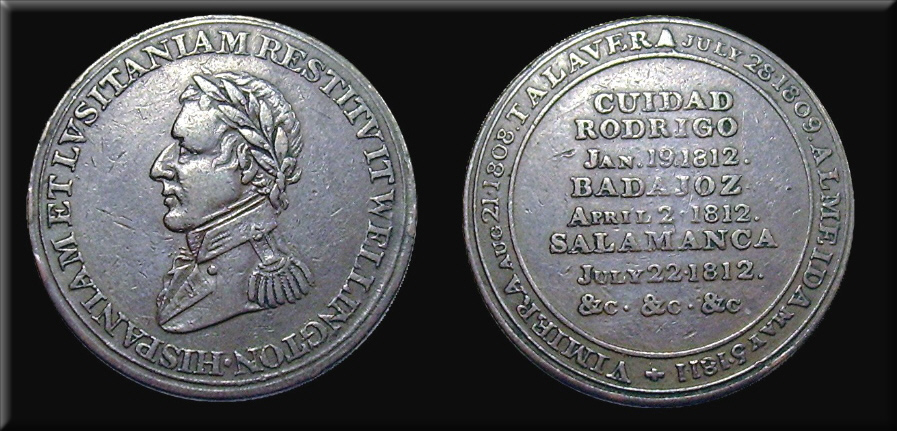 HISPANIAM ET LVSITANIAM RESTITVIT WELLINGTON ·
VIMIERA AUG 21 1808. TALAVERA JULY 28·1809. ALMEIDA MAY 5 1811 +
CUIDAD
RODRIGO
JAN. 19.1812.
BADAJOZ
APRIL 2·1812.
SALAMANCA
JULY 22·1812.
&C· &C· &C